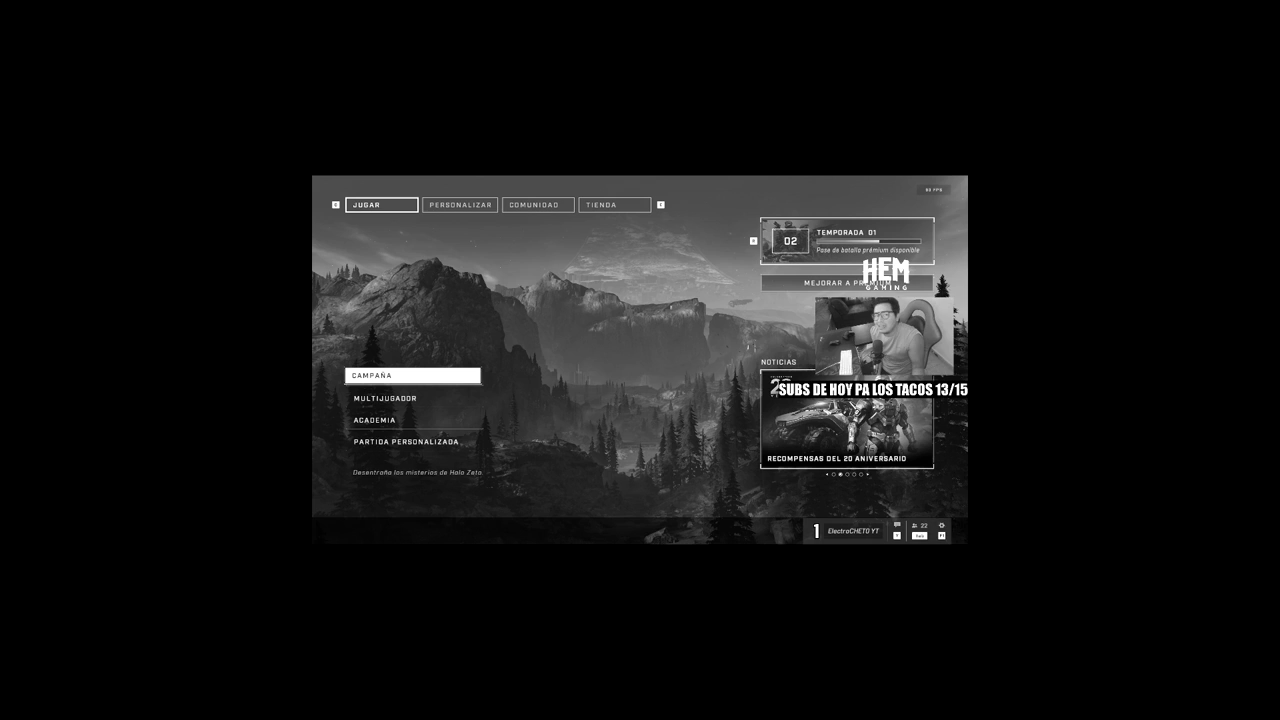 JUGAR
PERSONALIZAR
COMUNIDAD
TIENDA
TEMPORADA 01
02
Pase de batalla prémium disponible
HEM
GAMING
MEJORAR A
NOTICIAS
SUBS DE HOY PA LOS TACOS 13/15
RECOMPENSAS DEL 20 ANIVERSARIO
CAMPAÑA
MULTIJUGADOR
ACADEMIA
PARTIDA PERSONALIZADA
Desentraña los misterios de Halo Zeta
1
ElectroCHETO YT
22
F1